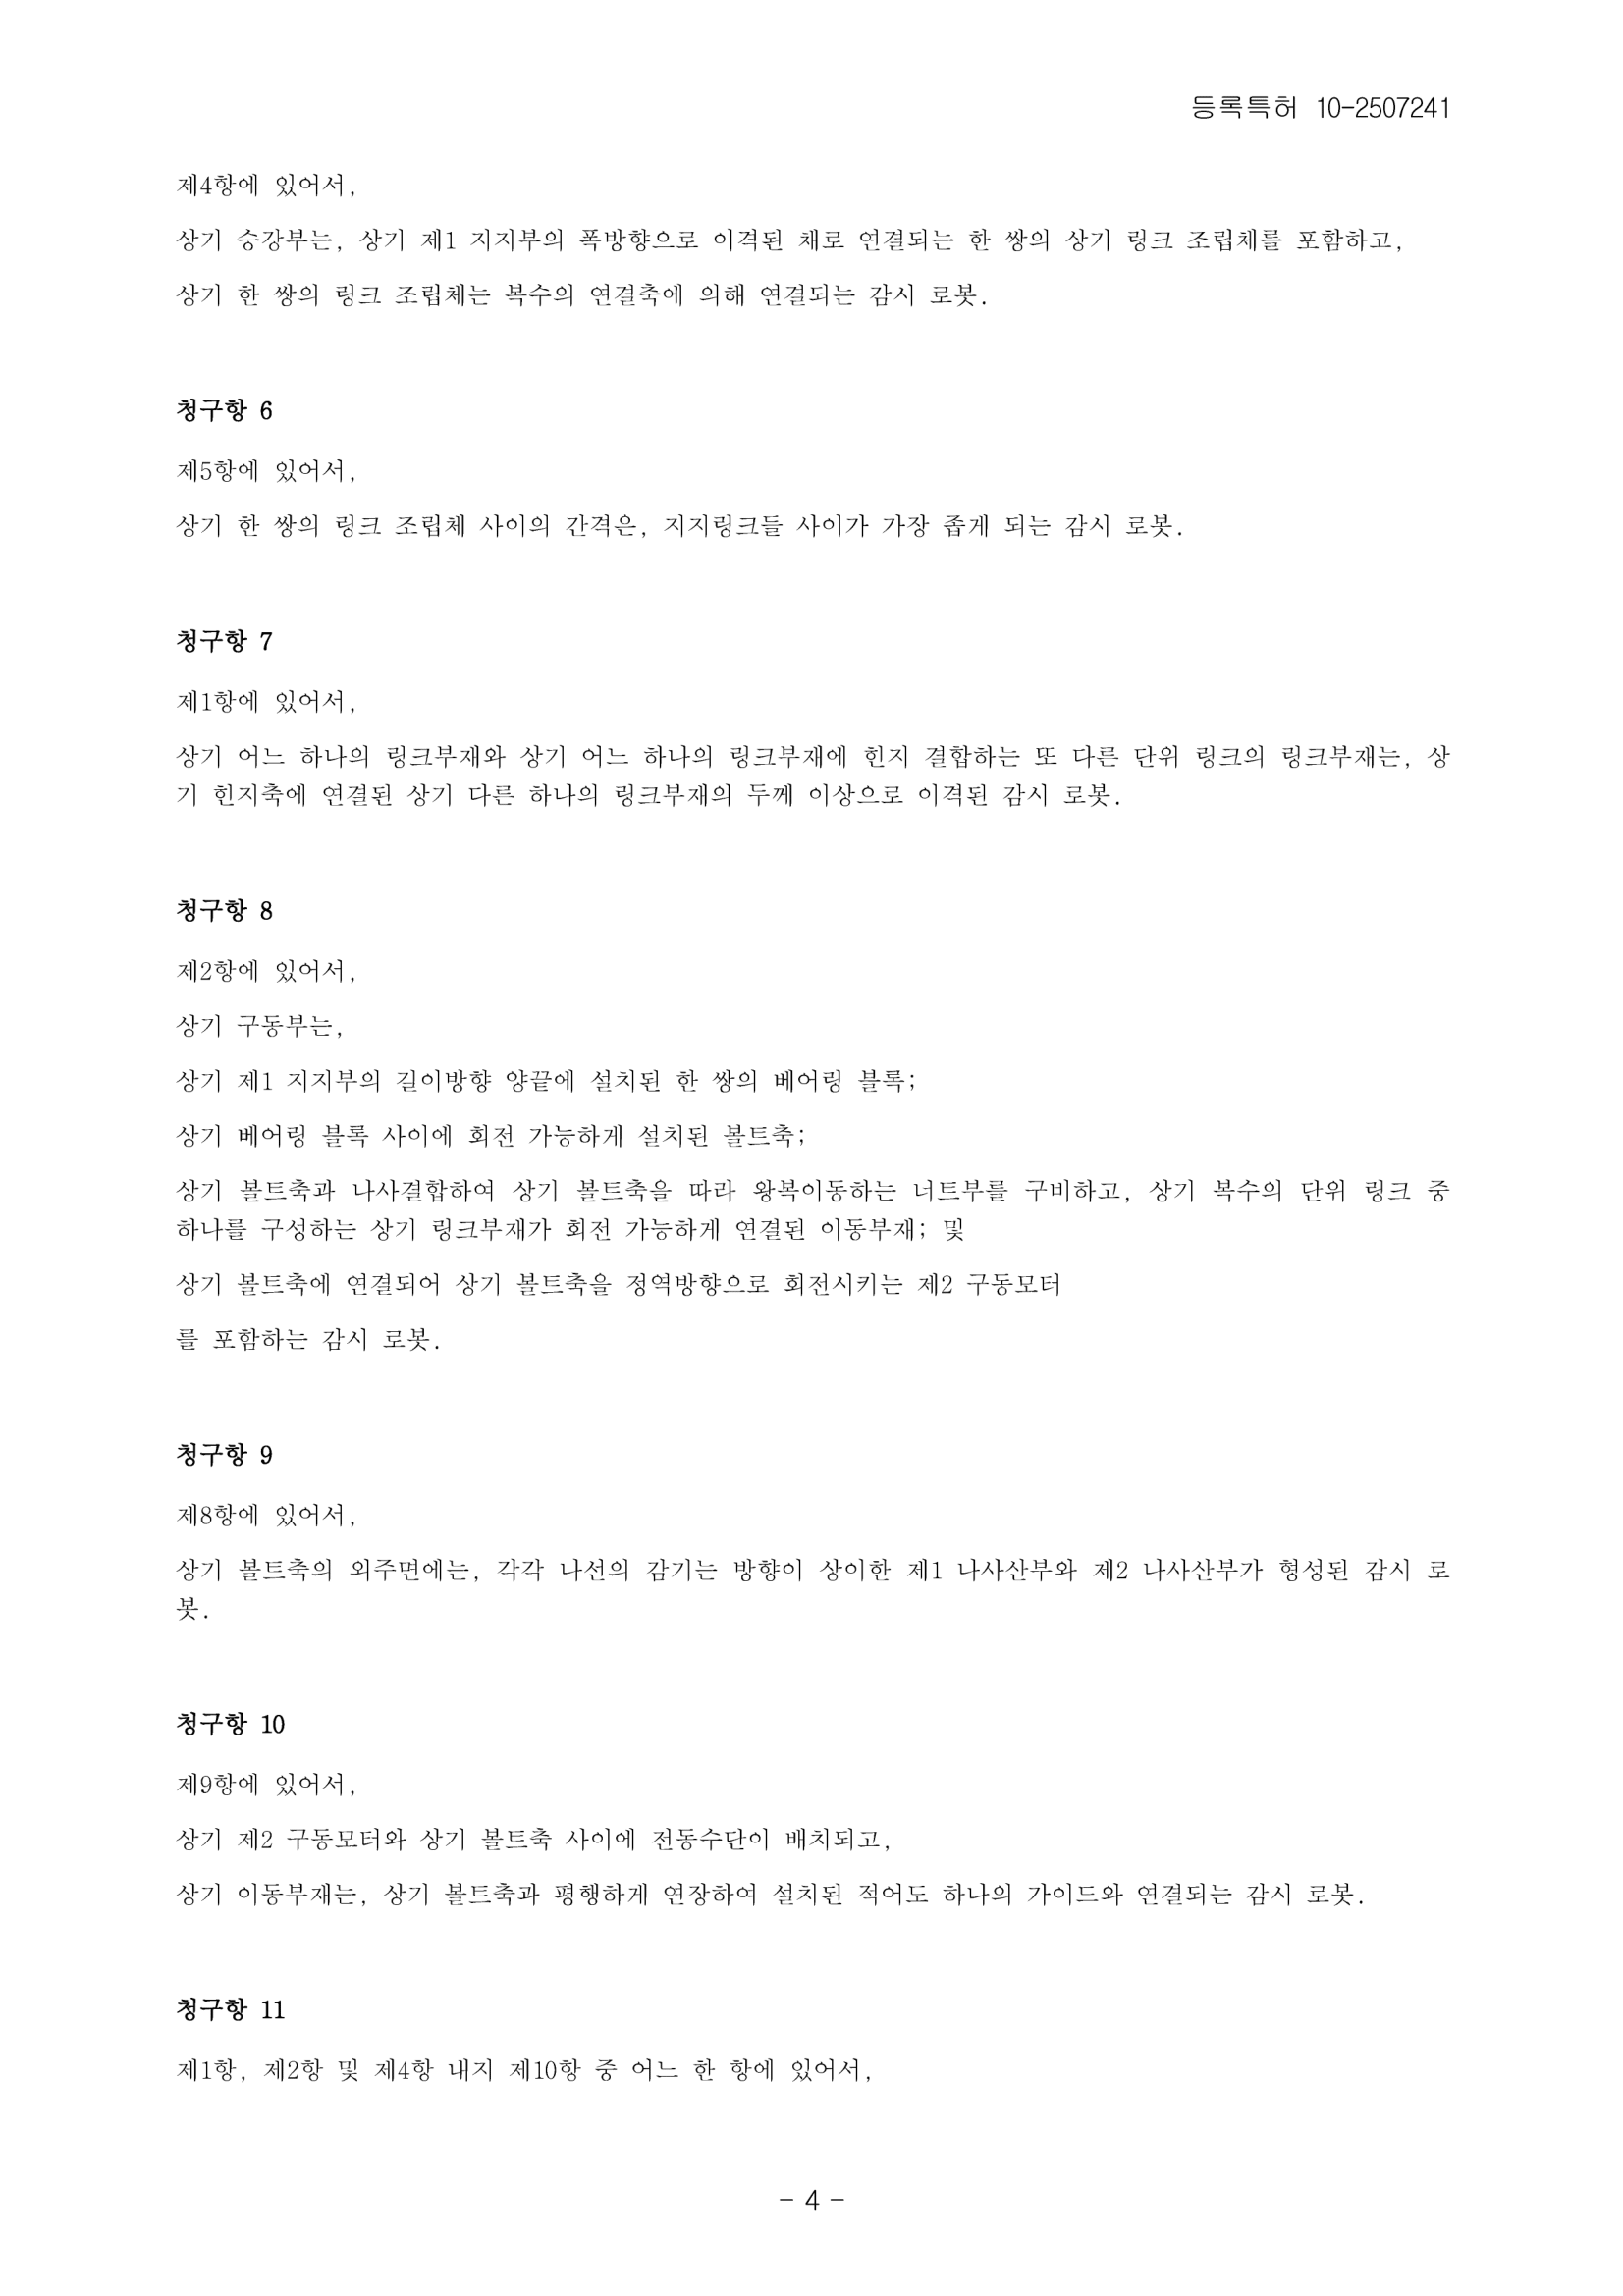 등록특허 10-2507241
제4항에 있어서,
상기 승강부는, 상기 제1 지지부의 폭방향으로 이격된 채로 연결되는 한 쌍의 상기 링크 조립체를 포함하고,
상기 한 쌍의 링크 조립체는 복수의 연결축에 의해 연결되는 감시 로봇.
청구항 6
제5항에 있어서,
상기 한 쌍의 링크 조립체 사이의 간격은, 지지링크들 사이가 가장 좁게 되는 감시 로봇.
청구항 7
제1항에 있어서,
상기 어느 하나의 링크부재와 상기 어느 하나의 링크부재에 힌지 결합하는 또 다른 단위 링크의 링크부재는, 상
기 힌지축에 연결된 상기 다른 하나의 링크부재의 두께 이상으로 이격된 감시 로봇.
청구항 8
제2항에 있어서,
상기 구동부는,
상기 제1 지지부의 길이방향 양끝에 설치된 한 쌍의 베어링 블록;
상기 베어링 블록 사이에 회전 가능하게 설치된 볼트축;
상기 볼트축과 나사결합하여 상기 볼트축을 따라 왕복이동하는 너트부를 구비하고, 상기 복수의 단위 링크 중
하나를 구성하는 상기 링크부재가 회전 가능하게 연결된 이동부재; 및
상기 볼트축에 연결되어 상기 볼트축을 정역방향으로 회전시키는 제2 구동모터
를 포함하는 감시 로봇.
청구항 9
제8항에 있어서,
상기 볼트축의 외주면에는, 각각 나선의 감기는 방향이 상이한 제1 나사산부와 제2 나사산부가 형성된 감시 로
봇.
청구항 10
제9항에 있어서,
상기 제2 구동모터와 상기 볼트축 사이에 전동수단이 배치되고,
상기 이동부재는, 상기 볼트축과 평행하게 연장하여 설치된 적어도 하나의 가이드와 연결되는 감시 로봇.
청구항 11
제1항, 제2항 및 제4항 내지 제10항 중 어느 한 항에 있어서,
- 4 -